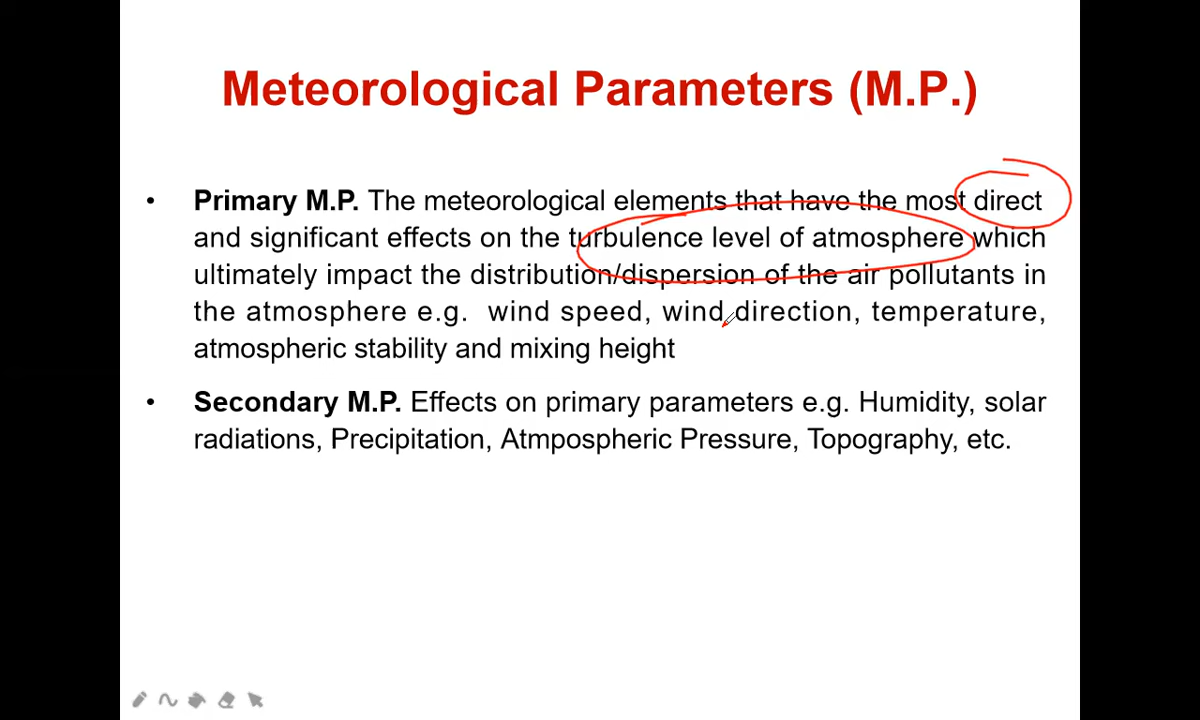 Meteorological Parameters (M.P.)
• Primary M.P. The meteorological elements that have the most direct
and significant effects on the turbulence level of atmosphere which
ultimately impact the distribution/dispersion of the air pollutants in
the atmosphere e.g. wind speed, wind direction, temperature,
atmospheric stability and mixing height
• Secondary M.P. Effects on primary parameters e.g. Humidity, solar
radiations, Precipitation, Atmpospheric Pressure, Topography, etc.